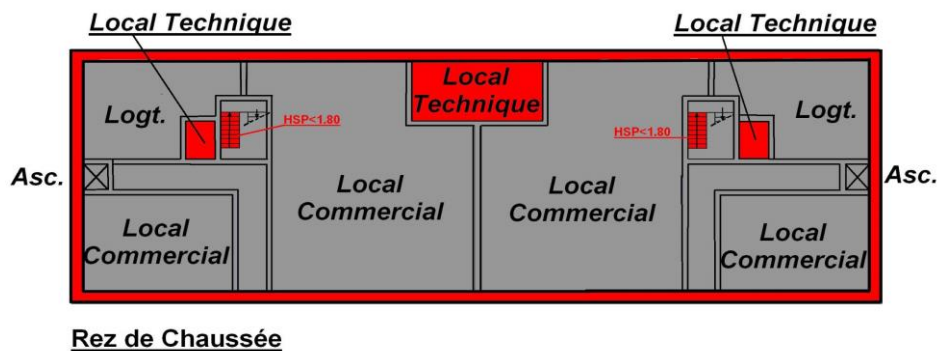 Local Technique
Local Technique
Local
Technique
Logt.
HSP<1.80
HSP<1.80
Logt.
Asc.
Asc.
Local
Commercial
Local
Commercial
Local
Commercial
Local
Commercial
Rez de Chaussée